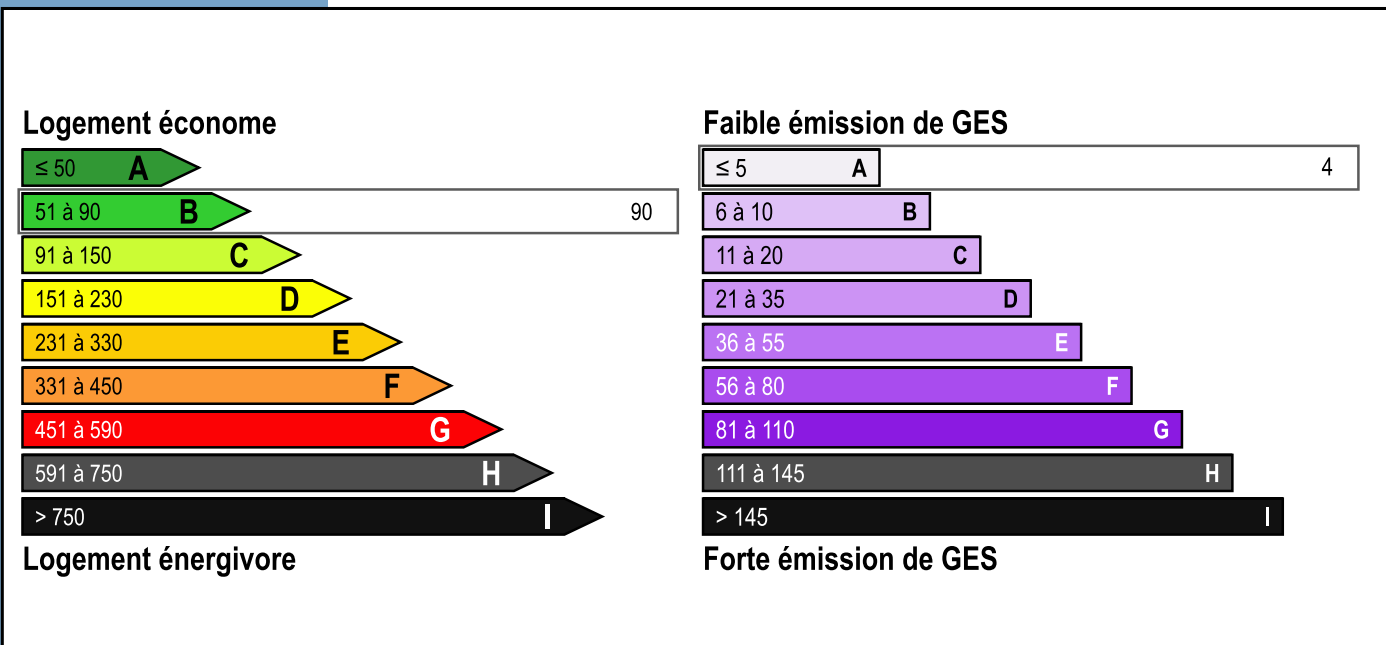 Logement économe
≤ 50 A
51 à 90 B 90
91 à 150 C
151 à 230 D
231 à 330 E
331 à 450 F
451 à 590 G
591 à 750 H
> 750 I
Logement énergivore
Faible émission de GES
≤ 5 A 4
6 à 10 B
11 à 20 C
21 à 35 D
36 à 55 E
56 à 80 F
81 à 110 G
111 à 145 H
> 145 I
Forte émission de GES